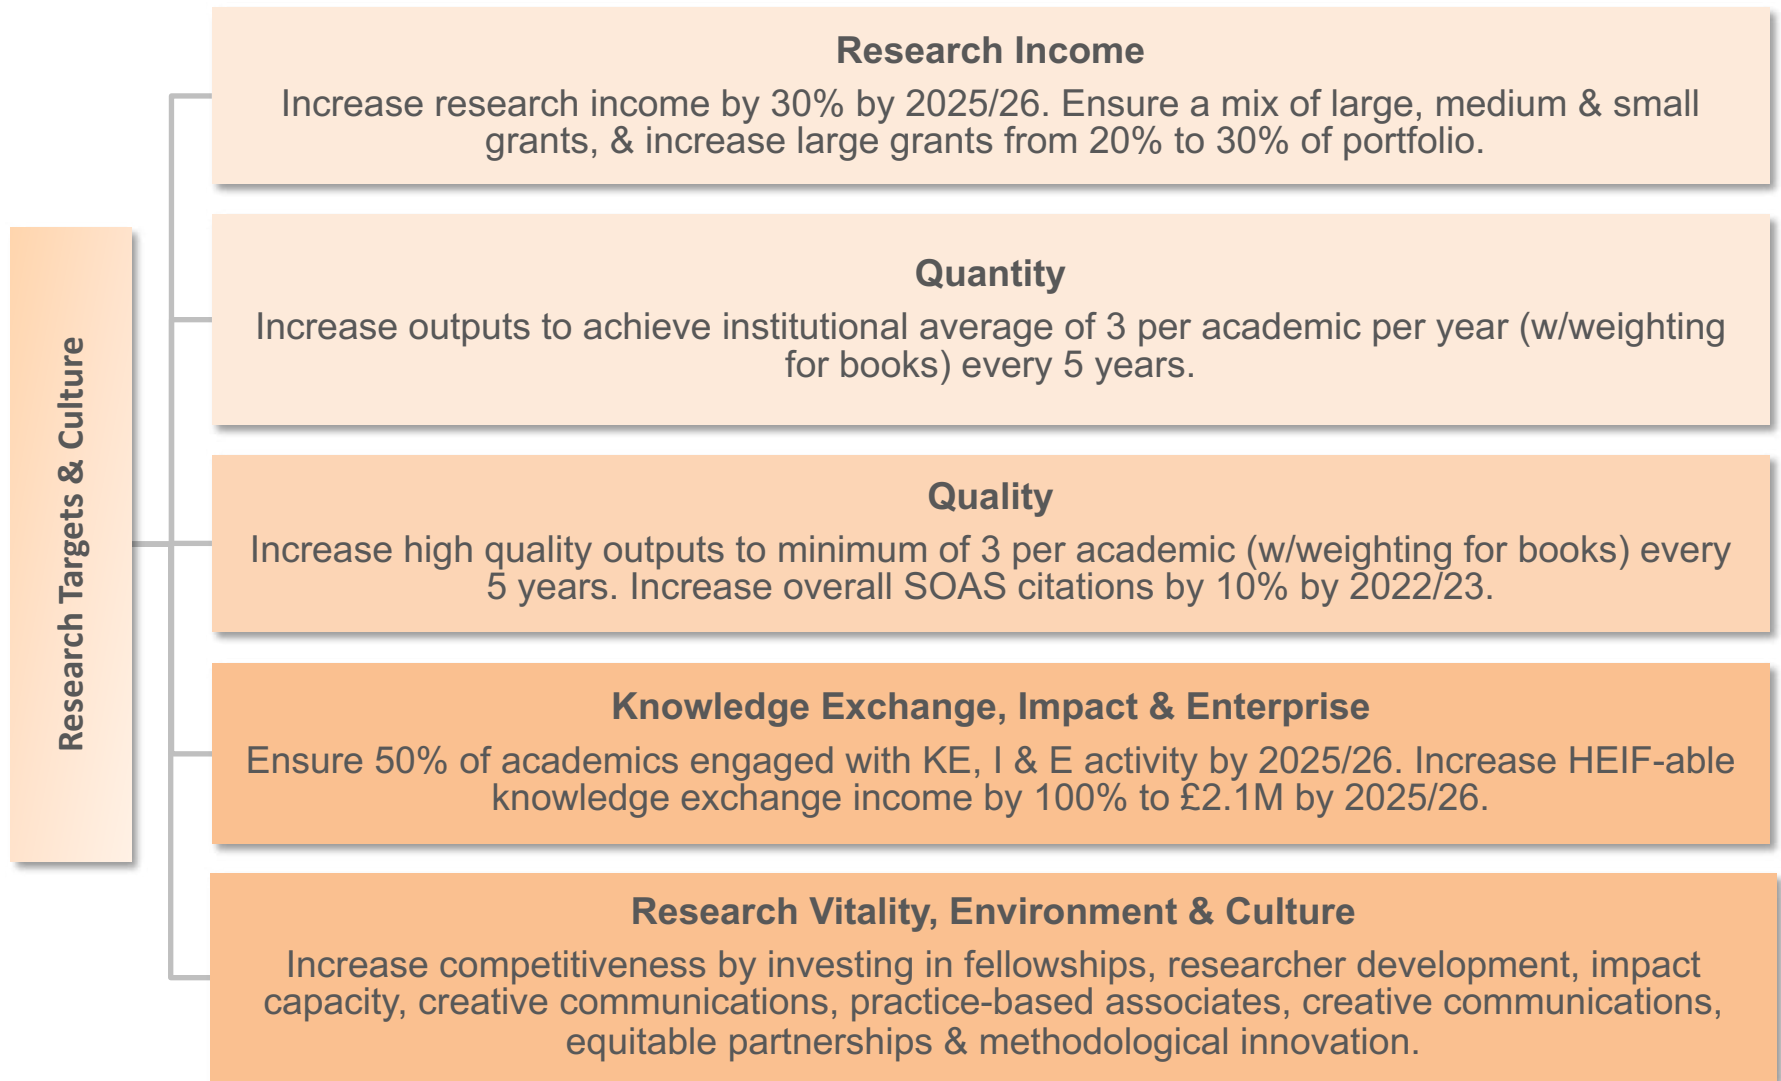 Research Targets & Culture
Research Income
Increase research income by 30% by 2025/26. Ensure a mix of large, medium & small
grants, & increase large grants from 20% to 30% of portfolio.
Quantity
Increase outputs to achieve institutional average of 3 per academic per year (w/weighting
for books) every 5 years.
Quality
Increase high quality outputs to minimum of 3 per academic (w/weighting for books) every
5 years. Increase overall SOAS citations by 10% by 2022/23.
Knowledge Exchange, Impact & Enterprise
Ensure 50% of academics engaged with KE, I & E activity by 2025/26. Increase HEIF-able
knowledge exchange income by 100% to £2.1M by 2025/26.
Research Vitality, Environment & Culture
Increase competitiveness by investing in fellowships, researcher development, impact
capacity, creative communications, practice-based associates, creative communications,
equitable partnerships & methodological innovation.